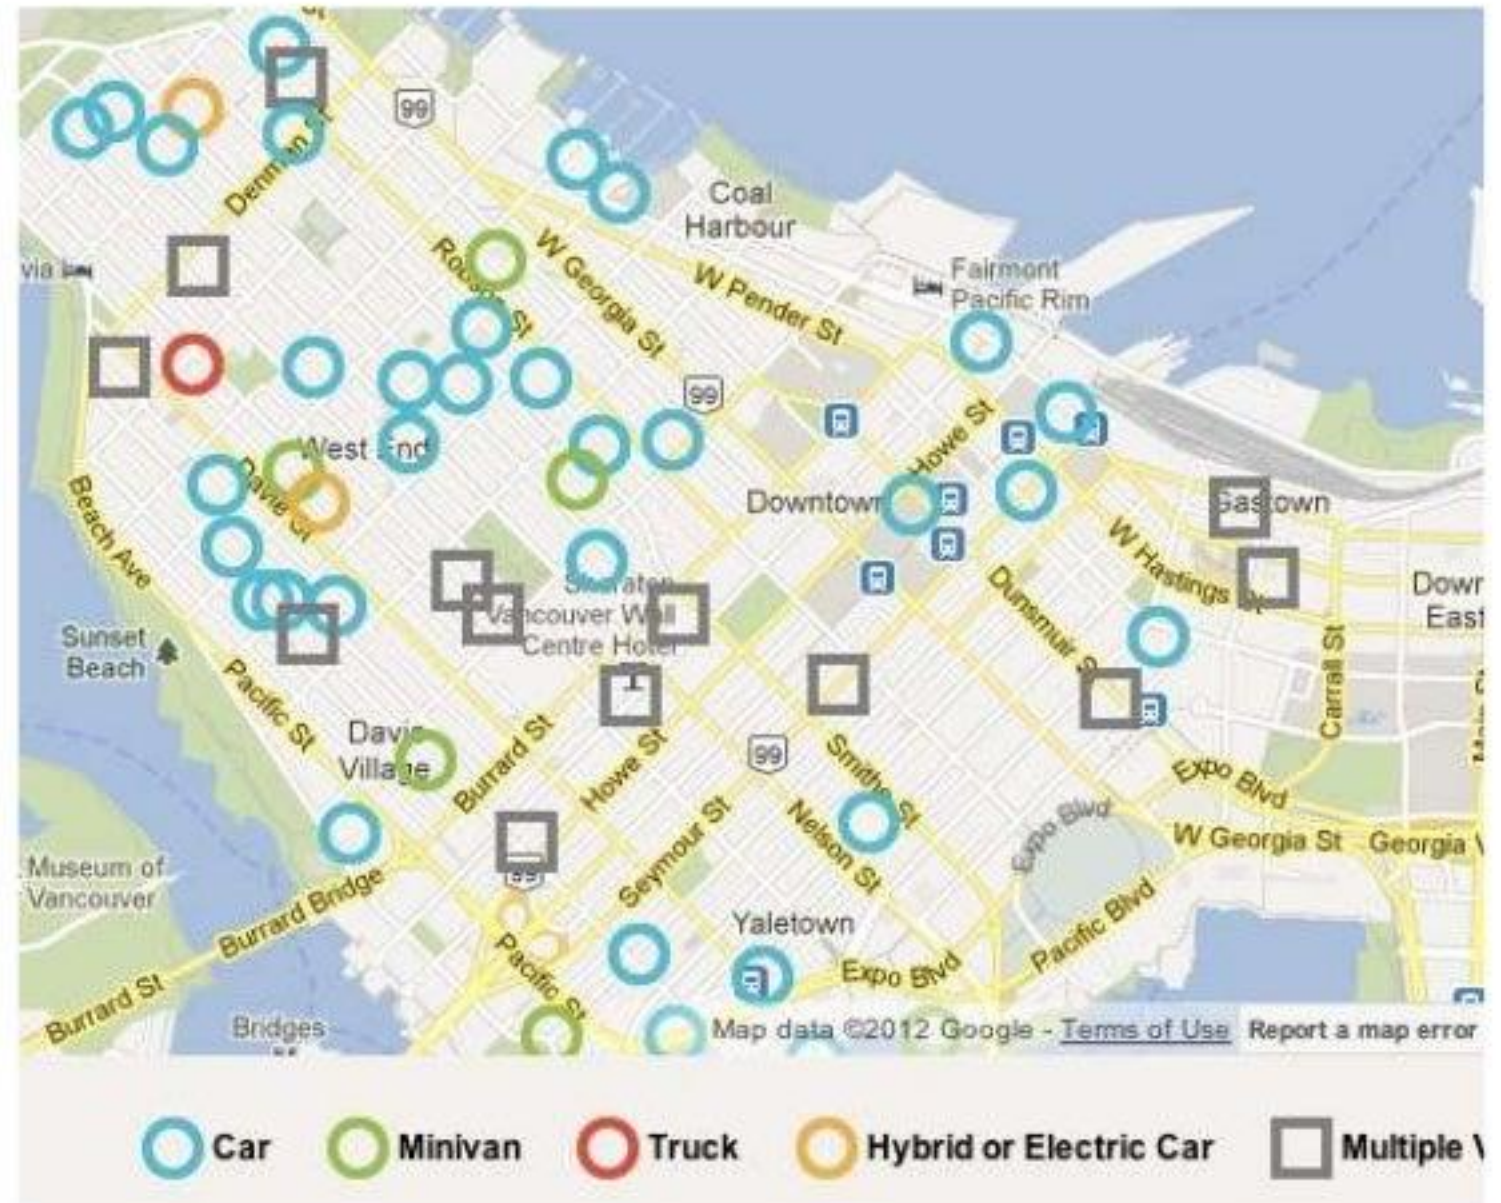 St
99
Denman St
Coal
Harbour
via
Robson St
W Georgia St
W Pender St
Fairmont
Pacific Rim
99
West End
Howe St
Davie St
Downtown
Gastown
Beach Ave
W Hastings St
Dunsmuir S
Sheraton
Vancouver Wall
Centre Hotel
Down
East
Sunset
Beach
Carrall St
Pacific St
Davie
Village
Burrard St
Howe St
99
Smithe St
Expo Blvd
Seymour St
Nelson St
Expo Blvd
W Georgia St
Georgia V
Museum of
Vancouver
Burrard Bridge
99
Yaletown
Pacific Blvd
Pacific St
Expo Blvd
Burrard St
Bridges
Map data ©2012 Google - Terms of Use Report a map error
Car Minivan Truck Hybrid or Electric Car Multiple V